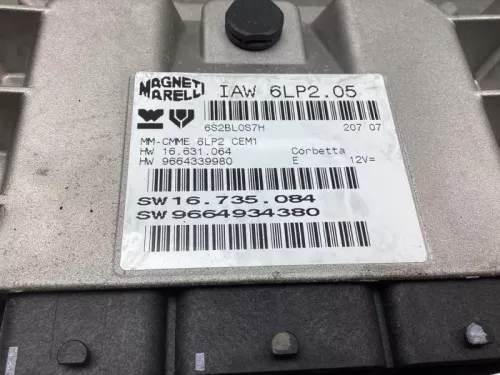 MAGNETI MARELLI
IAW 6LP2.05
6S2BL0S7H 207 07
MM-CMME 6LP2 CEM1
HW 16.631.064 Corbetta
HW 9664339980 E 12V=
SW16.735.084
SW9664934380